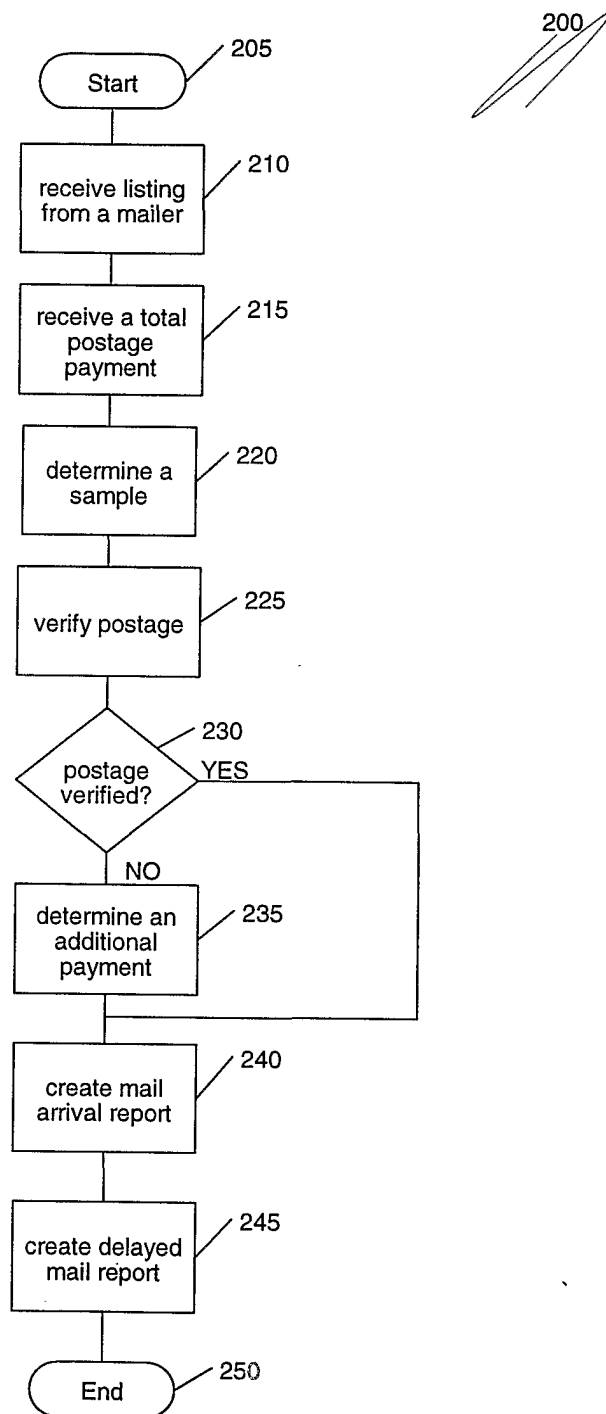 200
205
Start
210
receive listing
from a mailer
215
receive a total
postage
payment
220
determine a
sample
225
verify postage
230
postage
verified?
YES
NO
235
determine an
additional
payment
240
create mail
arrival report
245
create delayed
mail report
250
End